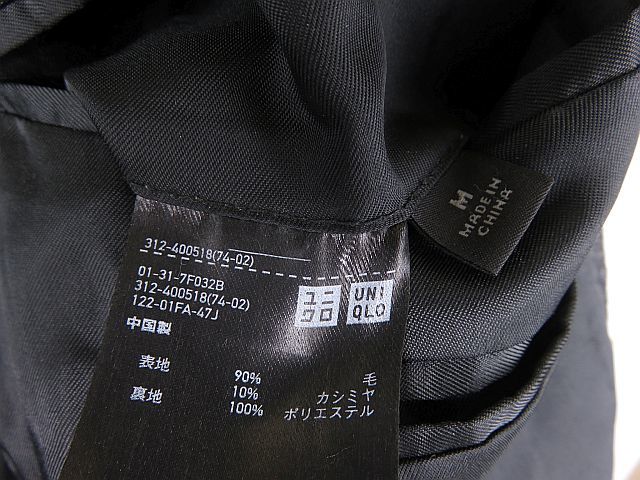 312-400518(74-02)
01-31-7F032B
312-400518(74-02)
122-01FA-47J
中国製
ユニ
クロ
UNI
QLO
表地 90% 毛
10% カシミヤ
裏地 100% ポリエステル
M
MADE IN
CHINA